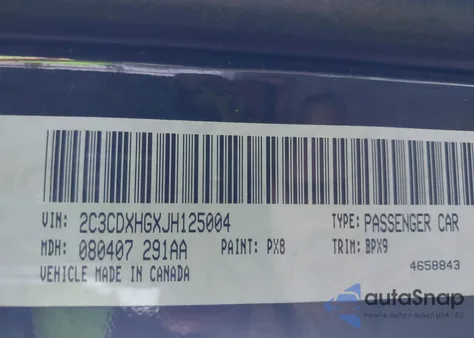 VIN: 2C3CDXHGXJH125004 TYPE: PASSENGER CAR
MDH: 080407 291AA PAINT: PX8 TRIM: BPX9
VEHICLE MADE IN CANADA 4658843
autoSnap